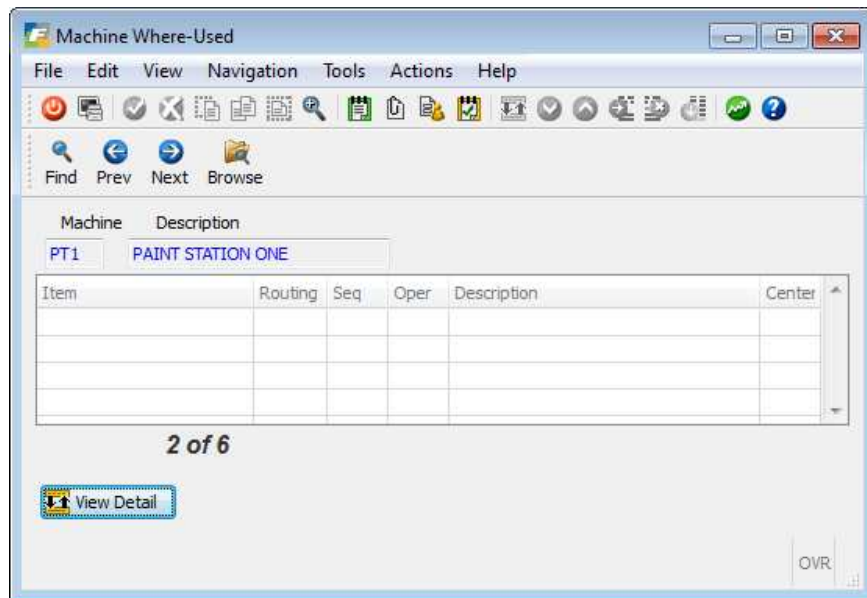 Machine Where-Used
File Edit View Navigation Tools Actions Help
Find Prev Next Browse
Machine Description
PT1 PAINT STATION ONE
Item Routing Seq Oper Description Center
2 of 6
View Detail
OVR